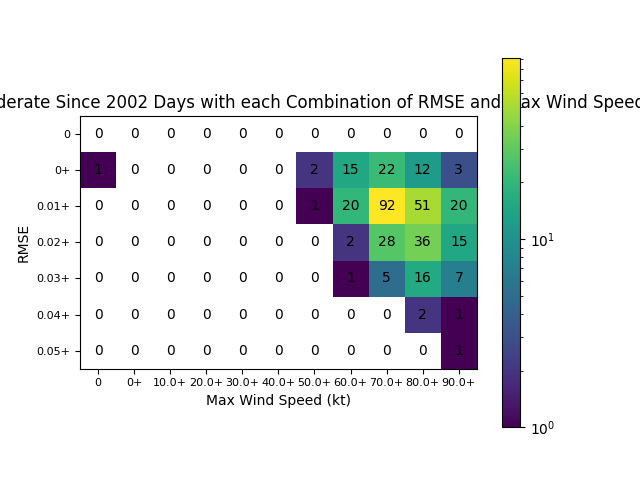 derate Since 2002 Days with each Combination of RMSE and Max Wind Speed
RMSE
0 0 0 0 0 0 0 0 0 0 0 0
0+ 1 0 0 0 0 0 2 15 22 12 3
0.01+ 0 0 0 0 0 0 1 20 92 51 20
0.02+ 0 0 0 0 0 0 0 2 28 36 15
0.03+ 0 0 0 0 0 0 0 1 5 16 7
0.04+ 0 0 0 0 0 0 0 0 0 2 1
0.05+ 0 0 0 0 0 0 0 0 0 0 1
0 0+ 10.0+ 20.0+ 30.0+ 40.0+ 50.0+ 60.0+ 70.0+ 80.0+ 90.0+
Max Wind Speed (kt)
10¹
10⁰